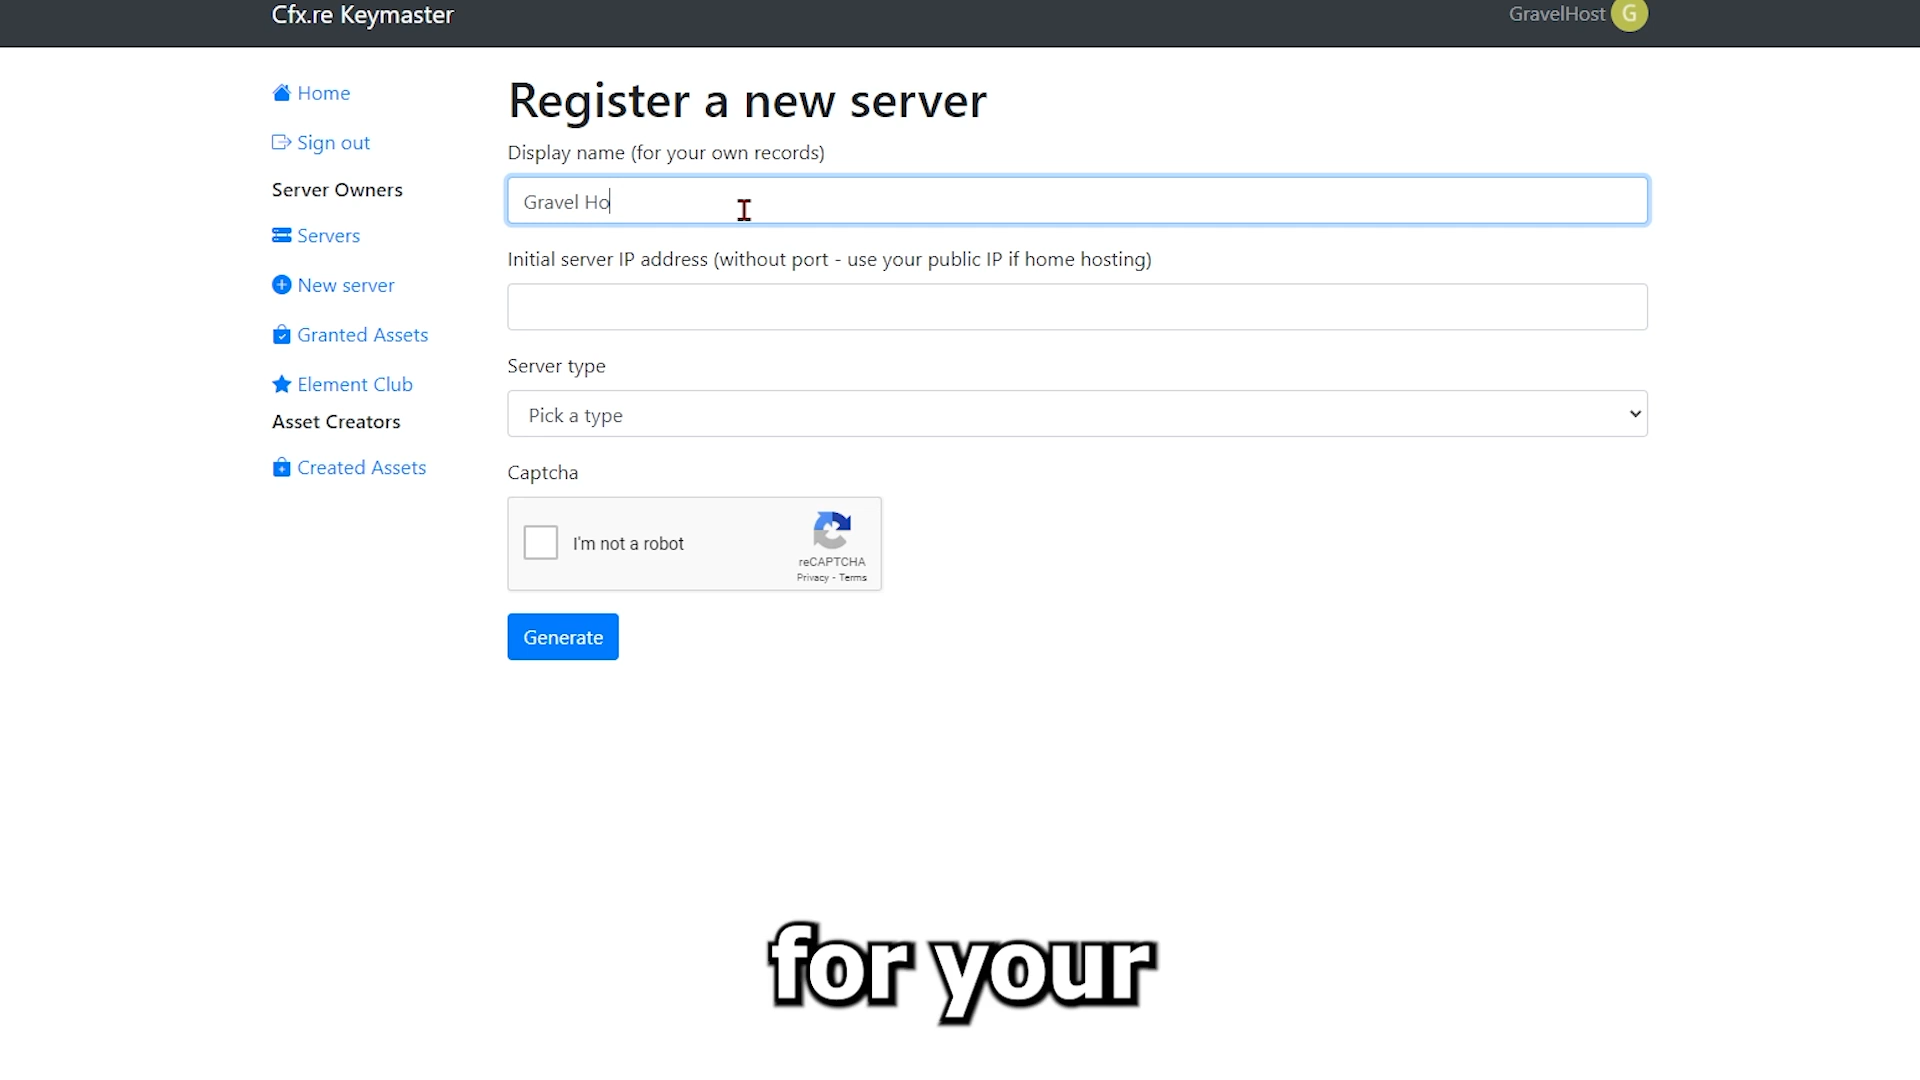 Cfx.re Keymaster
GravelHost G
Home
Sign out
Server Owners
Servers
New server
Granted Assets
Element Club
Asset Creators
Created Assets
Register a new server
Display name (for your own records)
Gravel Ho
Initial server IP address (without port - use your public IP if home hosting)
Server type
Pick a type
Captcha
I'm not a robot
reCAPTCHA
Privacy - Terms
Generate
for your